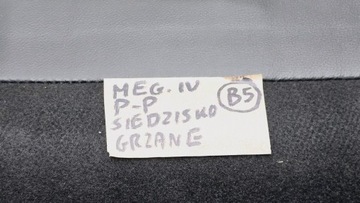 MEG. IV
P-P
SIEDZISKO
GRZANE
B5